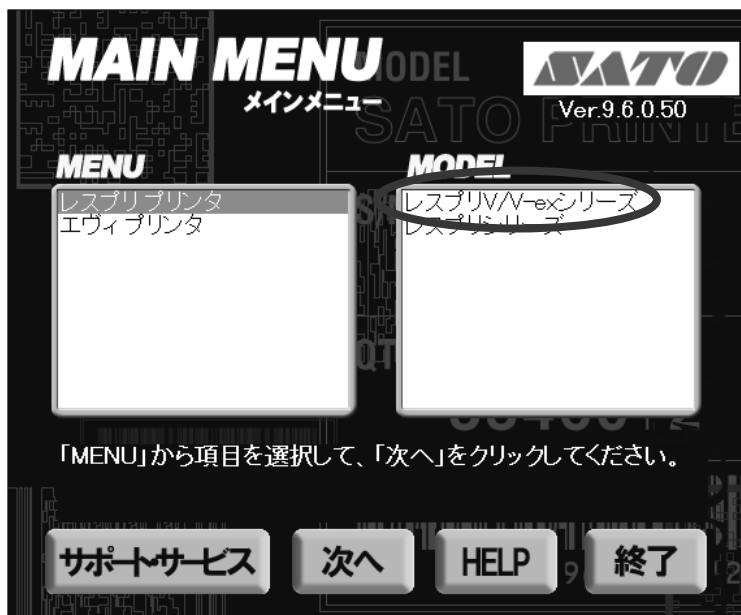 MAIN MENU
メインメニュー
SATO
Ver.9.6.0.50
MODEL
SATO PRINTE
MENU
レスプリ プリンタ
エヴィ プリンタ
MODEL
レスプリV/V-exシリーズ
レスプリシリーズ
QT
「MENU」から項目を選択して、「次へ」をクリックしてください。
サポート・サービス
次へ
HELP
終了